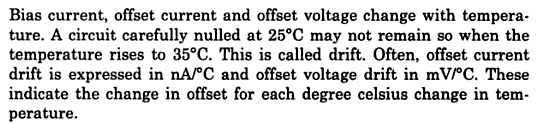 Bias current, offset current and offset voltage change with tempera-
ture. A circuit carefully nulled at 25°C may not remain so when the
temperature rises to 35°C. This is called drift. Often, offset current
drift is expressed in nA/°C and offset voltage drift in mV/°C. These
indicate the change in offset for each degree celsius change in tem-
perature.